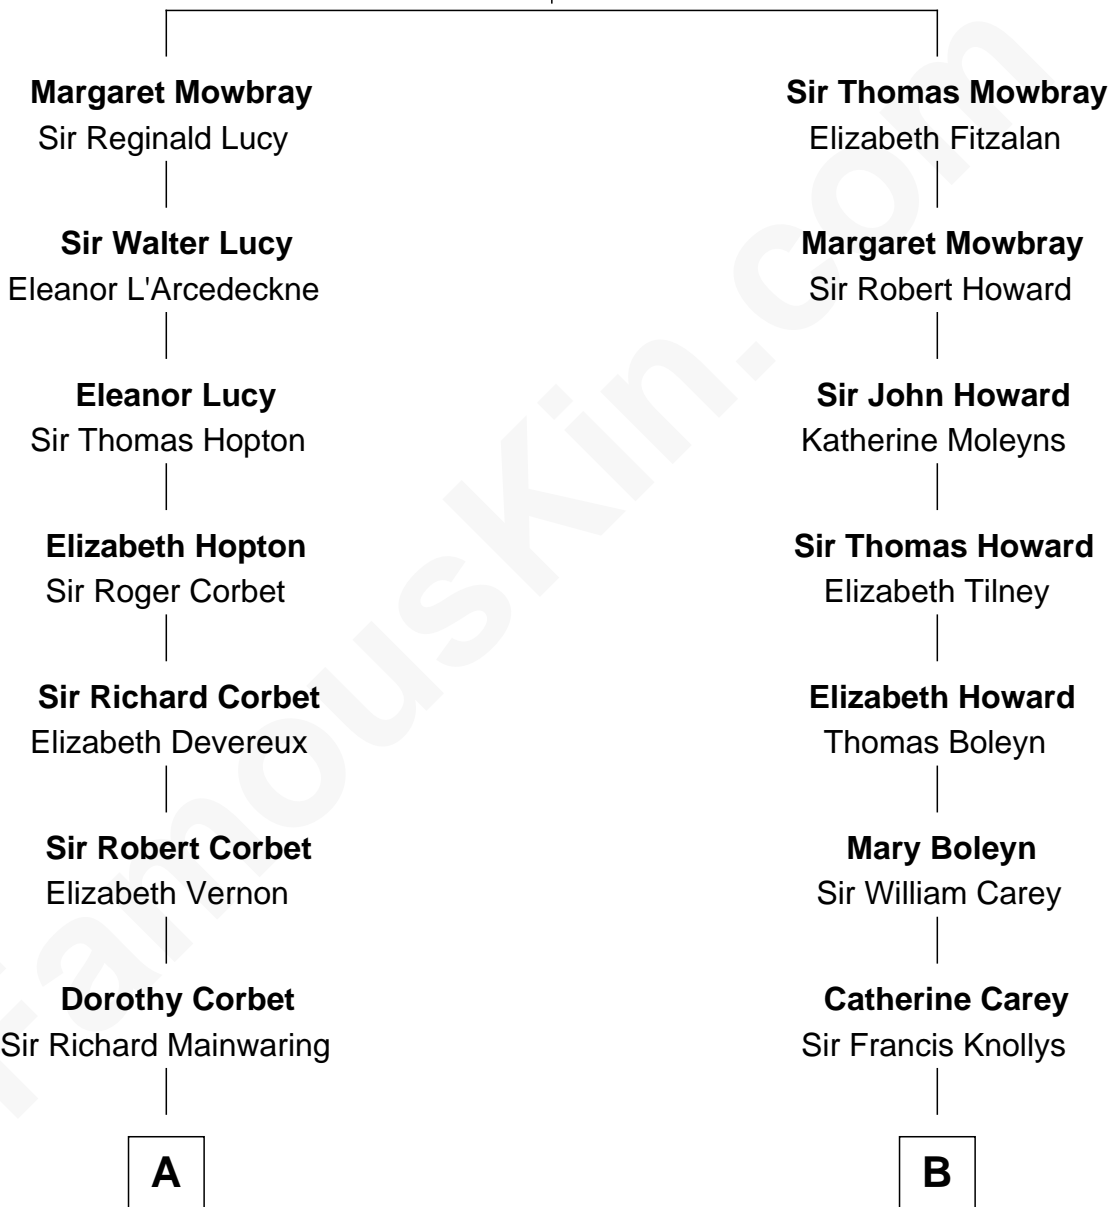 Margaret Mowbray
Sir Reginald Lucy
Sir Walter Lucy
Eleanor L'Arcedeckne
Eleanor Lucy
Sir Thomas Hopton
Elizabeth Hopton
Sir Roger Corbet
Sir Richard Corbet
Elizabeth Devereux
Sir Robert Corbet
Elizabeth Vernon
Dorothy Corbet
Sir Richard Mainwaring
A
Sir Thomas Mowbray
Elizabeth Fitzalan
Margaret Mowbray
Sir Robert Howard
Sir John Howard
Katherine Moleyns
Sir Thomas Howard
Elizabeth Tilney
Elizabeth Howard
Thomas Boleyn
Mary Boleyn
Sir William Carey
Catherine Carey
Sir Francis Knollys
B
FamousKin.com